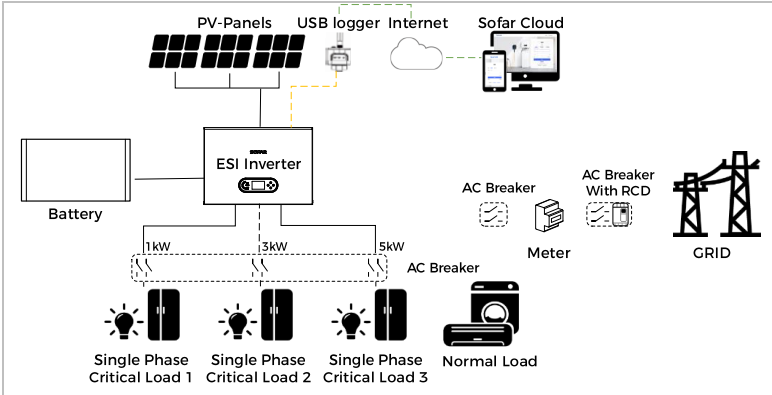 PV-Panels
USB logger
Internet
Sofar Cloud
ESI Inverter
Battery
AC Breaker
AC Breaker
With RCD
Meter
GRID
1kW
3kW
5kW
AC Breaker
Single Phase
Critical Load 1
Single Phase
Critical Load 2
Single Phase
Critical Load 3
Normal Load